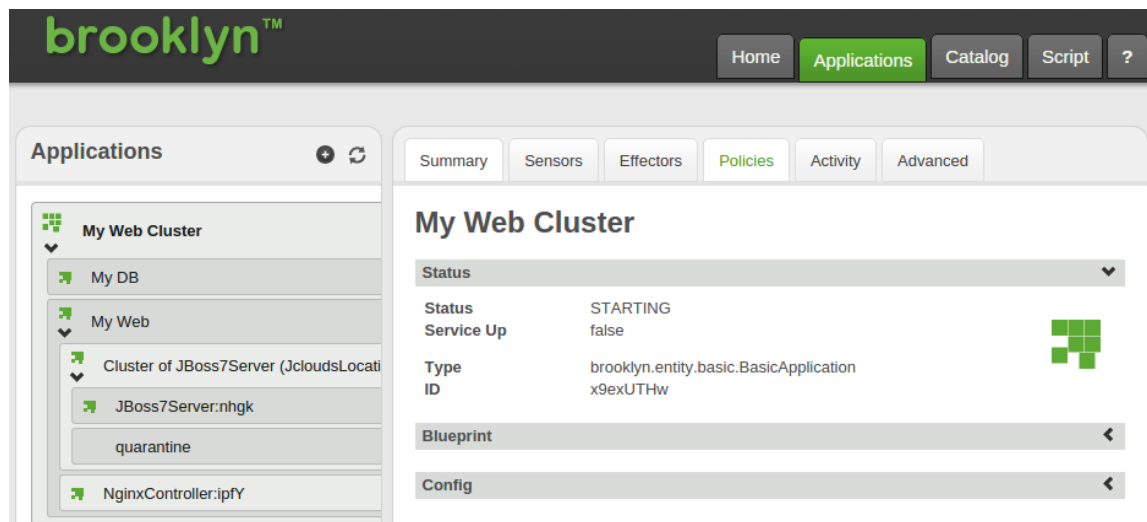 brooklyn™
Home
Applications
Catalog
Script
?
Applications
My Web Cluster
My DB
My Web
Cluster of JBoss7Server (JcloudsLocati
JBoss7Server:nhgk
quarantine
NginxController:ipfY
Summary
Sensors
Effectors
Policies
Activity
Advanced
My Web Cluster
Status
Status STARTING
Service Up false
Type brooklyn.entity.basic.BasicApplication
ID x9exUTHw
Blueprint
Config